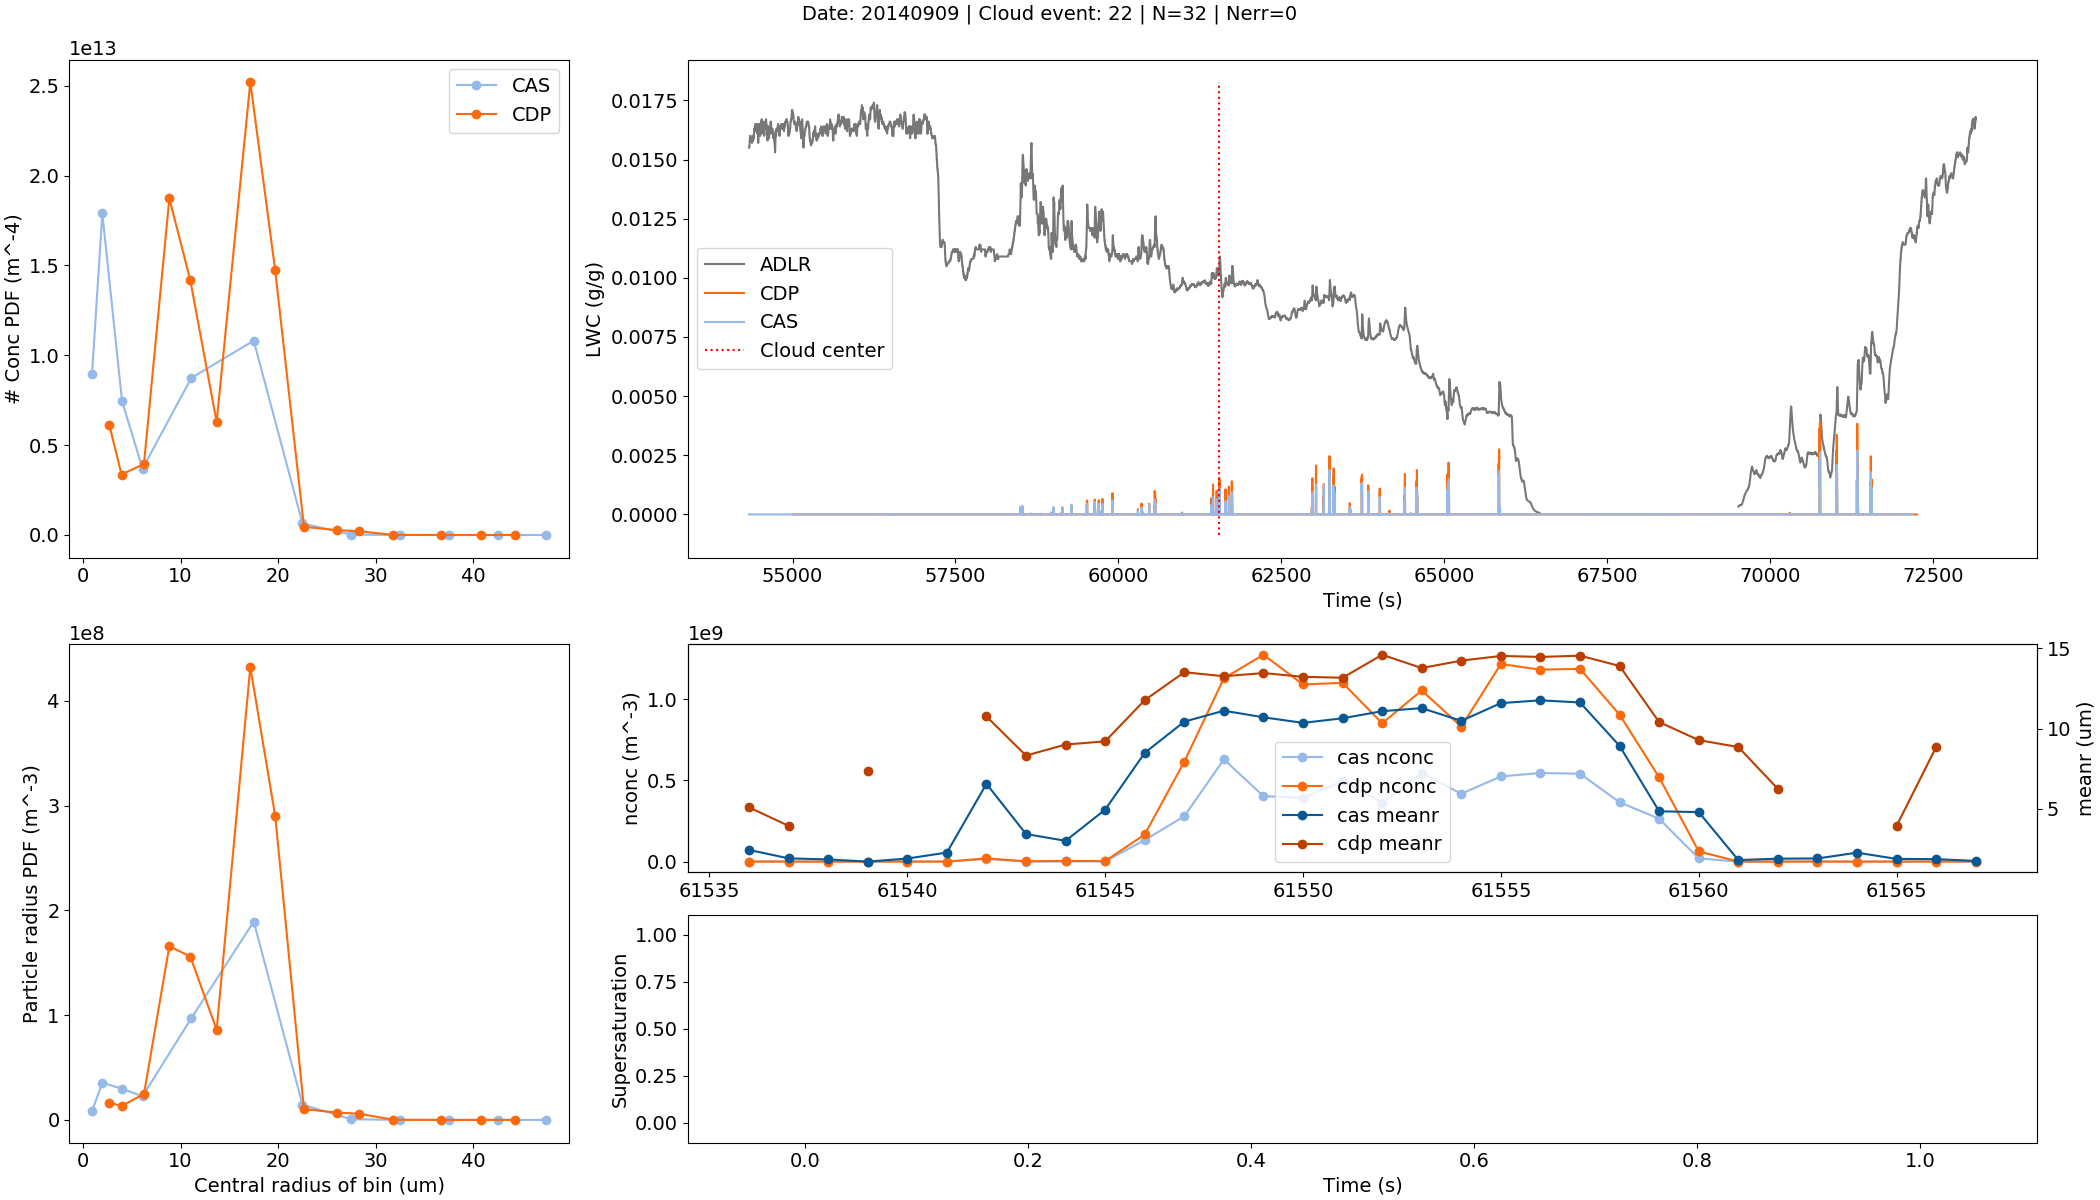 Date: 20140909 | Cloud event: 22 | N=32 | Nerr=0
1e13
# Conc PDF (m^-4)
2.5
2.0
1.5
1.0
0.5
0.0
0 10 20 30 40
CAS
CDP
LWC (g/g)
0.0175
0.0150
0.0125
0.0100
0.0075
0.0050
0.0025
0.0000
ADLR
CDP
CAS
Cloud center
55000 57500 60000 62500 65000 67500 70000 72500
Time (s)
1e8
Particle radius PDF (m^-3)
4
3
2
1
0
0 10 20 30 40
Central radius of bin (um)
1e9
nconc (m^-3)
1.0
0.5
0.0
cas nconc
cdp nconc
cas meanr
cdp meanr
15
10
5
meanr (um)
61535 61540 61545 61550 61555 61560 61565
Supersaturation
1.00
0.75
0.50
0.25
0.00
0.0 0.2 0.4 0.6 0.8 1.0
Time (s)